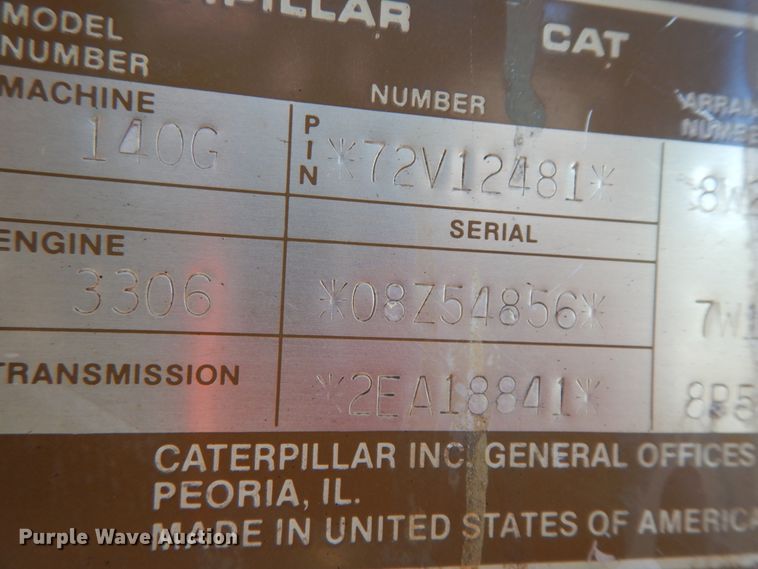 CATERPILLAR CAT
MODEL NUMBER
NUMBER
MACHINE 140G PIN *72V12481*
SERIAL
ENGINE 3306 *08Z54856*
TRANSMISSION *2EA18841*
CATERPILLAR INC. GENERAL OFFICES
PEORIA, IL.
MADE IN UNITED STATES OF AMERICA
Purple Wave Auction